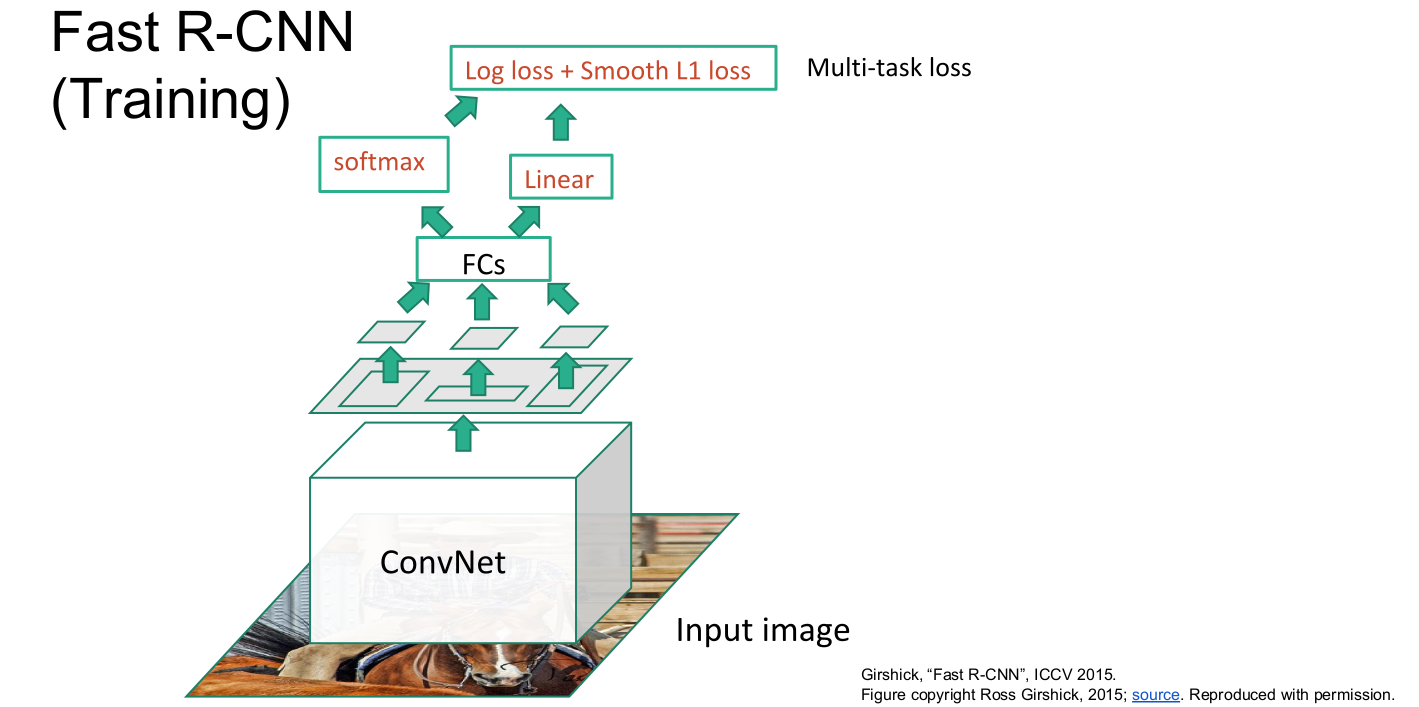 Fast R-CNN
(Training)
Log loss + Smooth L1 loss
Multi-task loss
softmax
Linear
FCs
ConvNet
Input image
Girshick, “Fast R-CNN”, ICCV 2015.
Figure copyright Ross Girshick, 2015; source. Reproduced with permission.